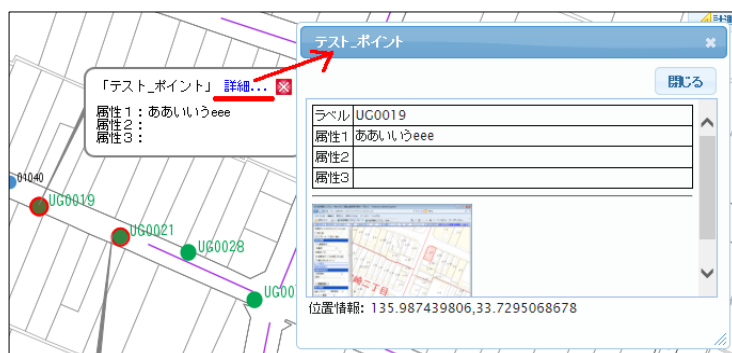 「テスト_ポイント」 詳細...
属性1：ああいいうeee
属性2：
属性3：
01040
UG0019
UG0021
UG0028
UG00
テスト_ポイント
閉じる
ラベル UG0019
属性1 ああいいうeee
属性2
属性3
二丁目
位置情報: 135.987439806,33.7295068678